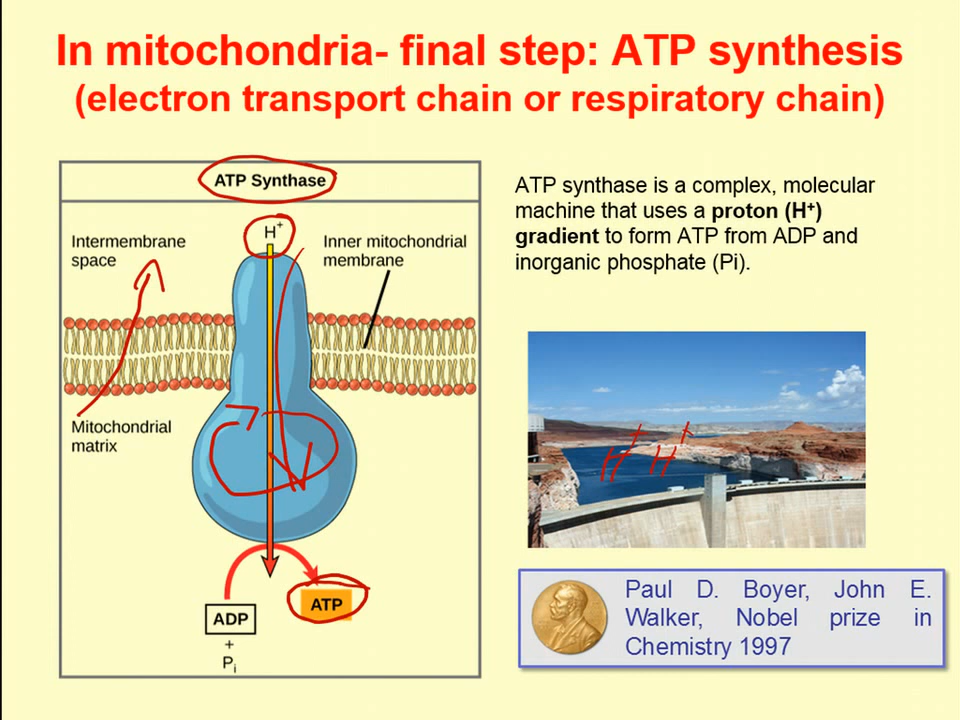 In mitochondria- final step: ATP synthesis
(electron transport chain or respiratory chain)
ATP Synthase
H+
Intermembrane
space
Inner mitochondrial
membrane
Mitochondrial
matrix
ADP
+
Pi
ATP
ATP synthase is a complex, molecular
machine that uses a proton (H+)
gradient to form ATP from ADP and
inorganic phosphate (Pi).
H+ H+
Paul D. Boyer, John E.
Walker, Nobel prize in
Chemistry 1997